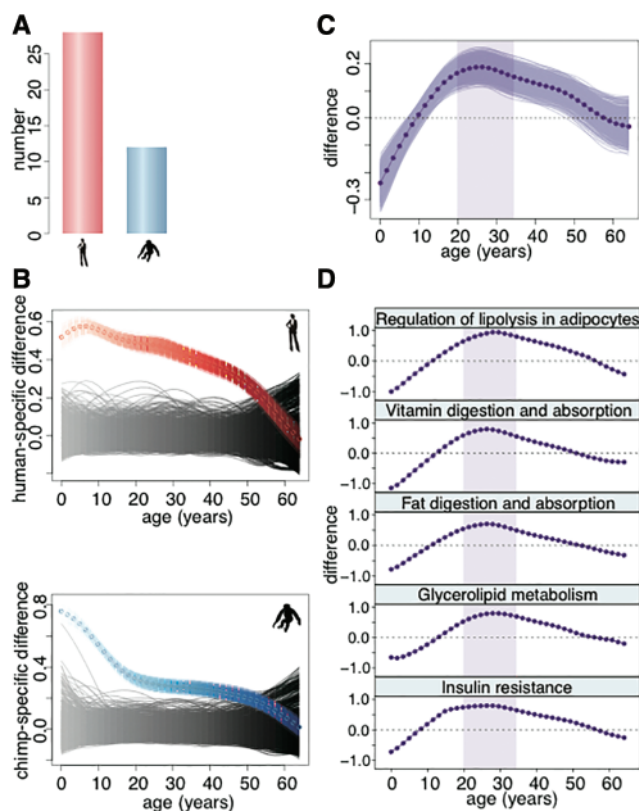 A
number
0 5 10 15 20 25
B
human-specific difference
0.0 0.2 0.4 0.6
0 10 20 30 40 50 60
age (years)
chimp-specific difference
0.0 0.4 0.8
0 10 20 30 40 50 60
age (years)
C
difference
-0.3 0.0 0.2
0 10 20 30 40 50 60
age (years)
D
difference
Regulation of lipolysis in adipocytes
1.0
0.0
-1.0
Vitamin digestion and absorption
1.0
0.0
-1.0
Fat digestion and absorption
1.0
0.0
-1.0
Glycerolipid metabolism
1.0
0.0
-1.0
Insulin resistance
1.0
0.0
-1.0
0 10 20 30 40 50 60
age (years)